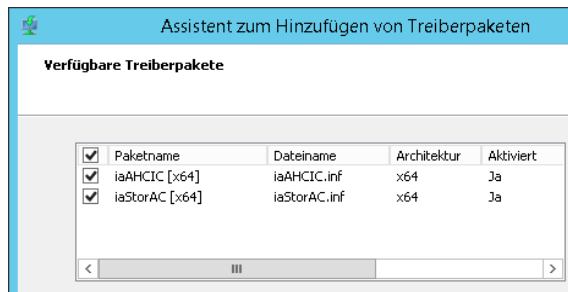 Assistent zum Hinzufügen von Treiberpaketen
Verfügbare Treiberpakete
Paketname Dateiname Architektur Aktiviert
iaAHCIC [x64] iaAHCIC.inf x64 Ja
iaStorAC [x64] iaStorAC.inf x64 Ja